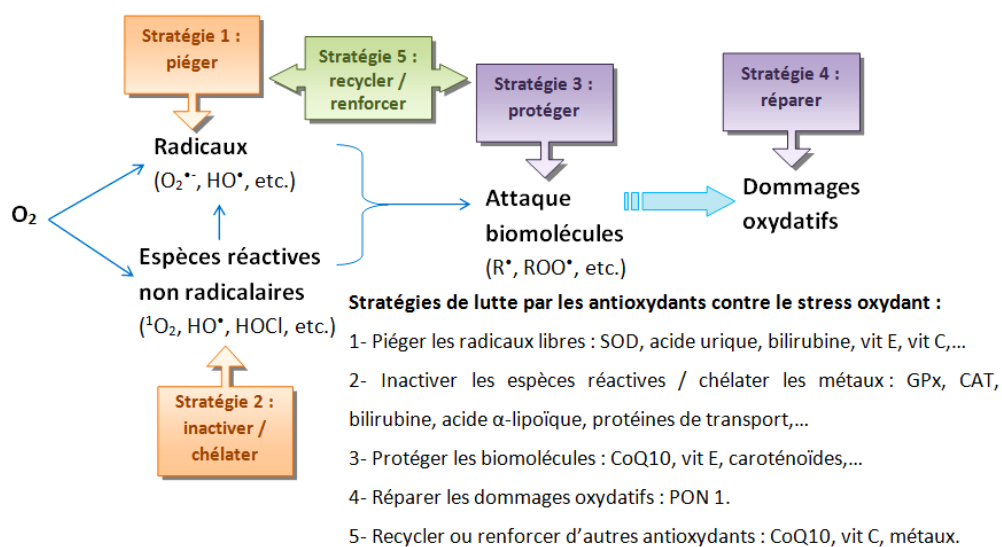 Stratégie 1 :
piéger
Stratégie 5 :
recycler /
renforcer
Stratégie 3 :
protéger
Stratégie 4 :
réparer
Radicaux
(O₂•-, HO•, etc.)
O₂
Attaque
biomolécules
(R•, ROO•, etc.)
Dommages
oxydatifs
Espèces réactives
non radicalaires
(¹O₂, HO•, HOCl, etc.)
Stratégie 2 :
inactiver /
chélater
Stratégies de lutte par les antioxydants contre le stress oxydant :
1- Piéger les radicaux libres : SOD, acide urique, bilirubine, vit E, vit C,...
2- Inactiver les espèces réactives / chélater les métaux : GPx, CAT,
bilirubine, acide α-lipoïque, protéines de transport,...
3- Protéger les biomolécules : CoQ10, vit E, caroténoïdes,...
4- Réparer les dommages oxydatifs : PON 1.
5- Recycler ou renforcer d'autres antioxydants : CoQ10, vit C, métaux.